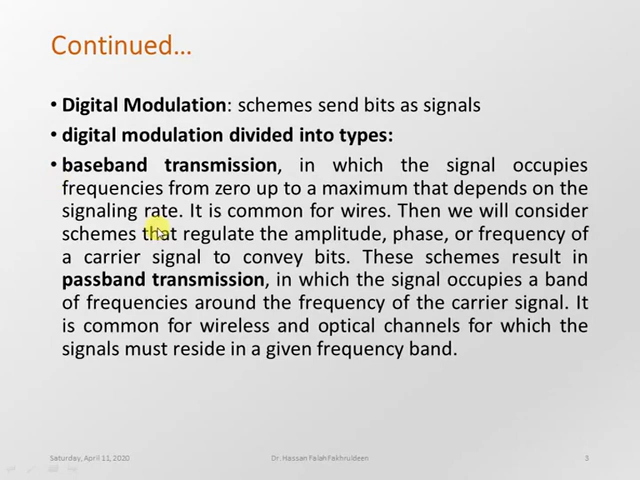 Continued...
• Digital Modulation: schemes send bits as signals
• digital modulation divided into types:
• baseband transmission, in which the signal occupies
frequencies from zero up to a maximum that depends on the
signaling rate. It is common for wires. Then we will consider
schemes that regulate the amplitude, phase, or frequency of
a carrier signal to convey bits. These schemes result in
passband transmission, in which the signal occupies a band
of frequencies around the frequency of the carrier signal. It
is common for wireless and optical channels for which the
signals must reside in a given frequency band.
Saturday, April 11, 2020 Dr. Hassan Falah Fakhruldeen 3